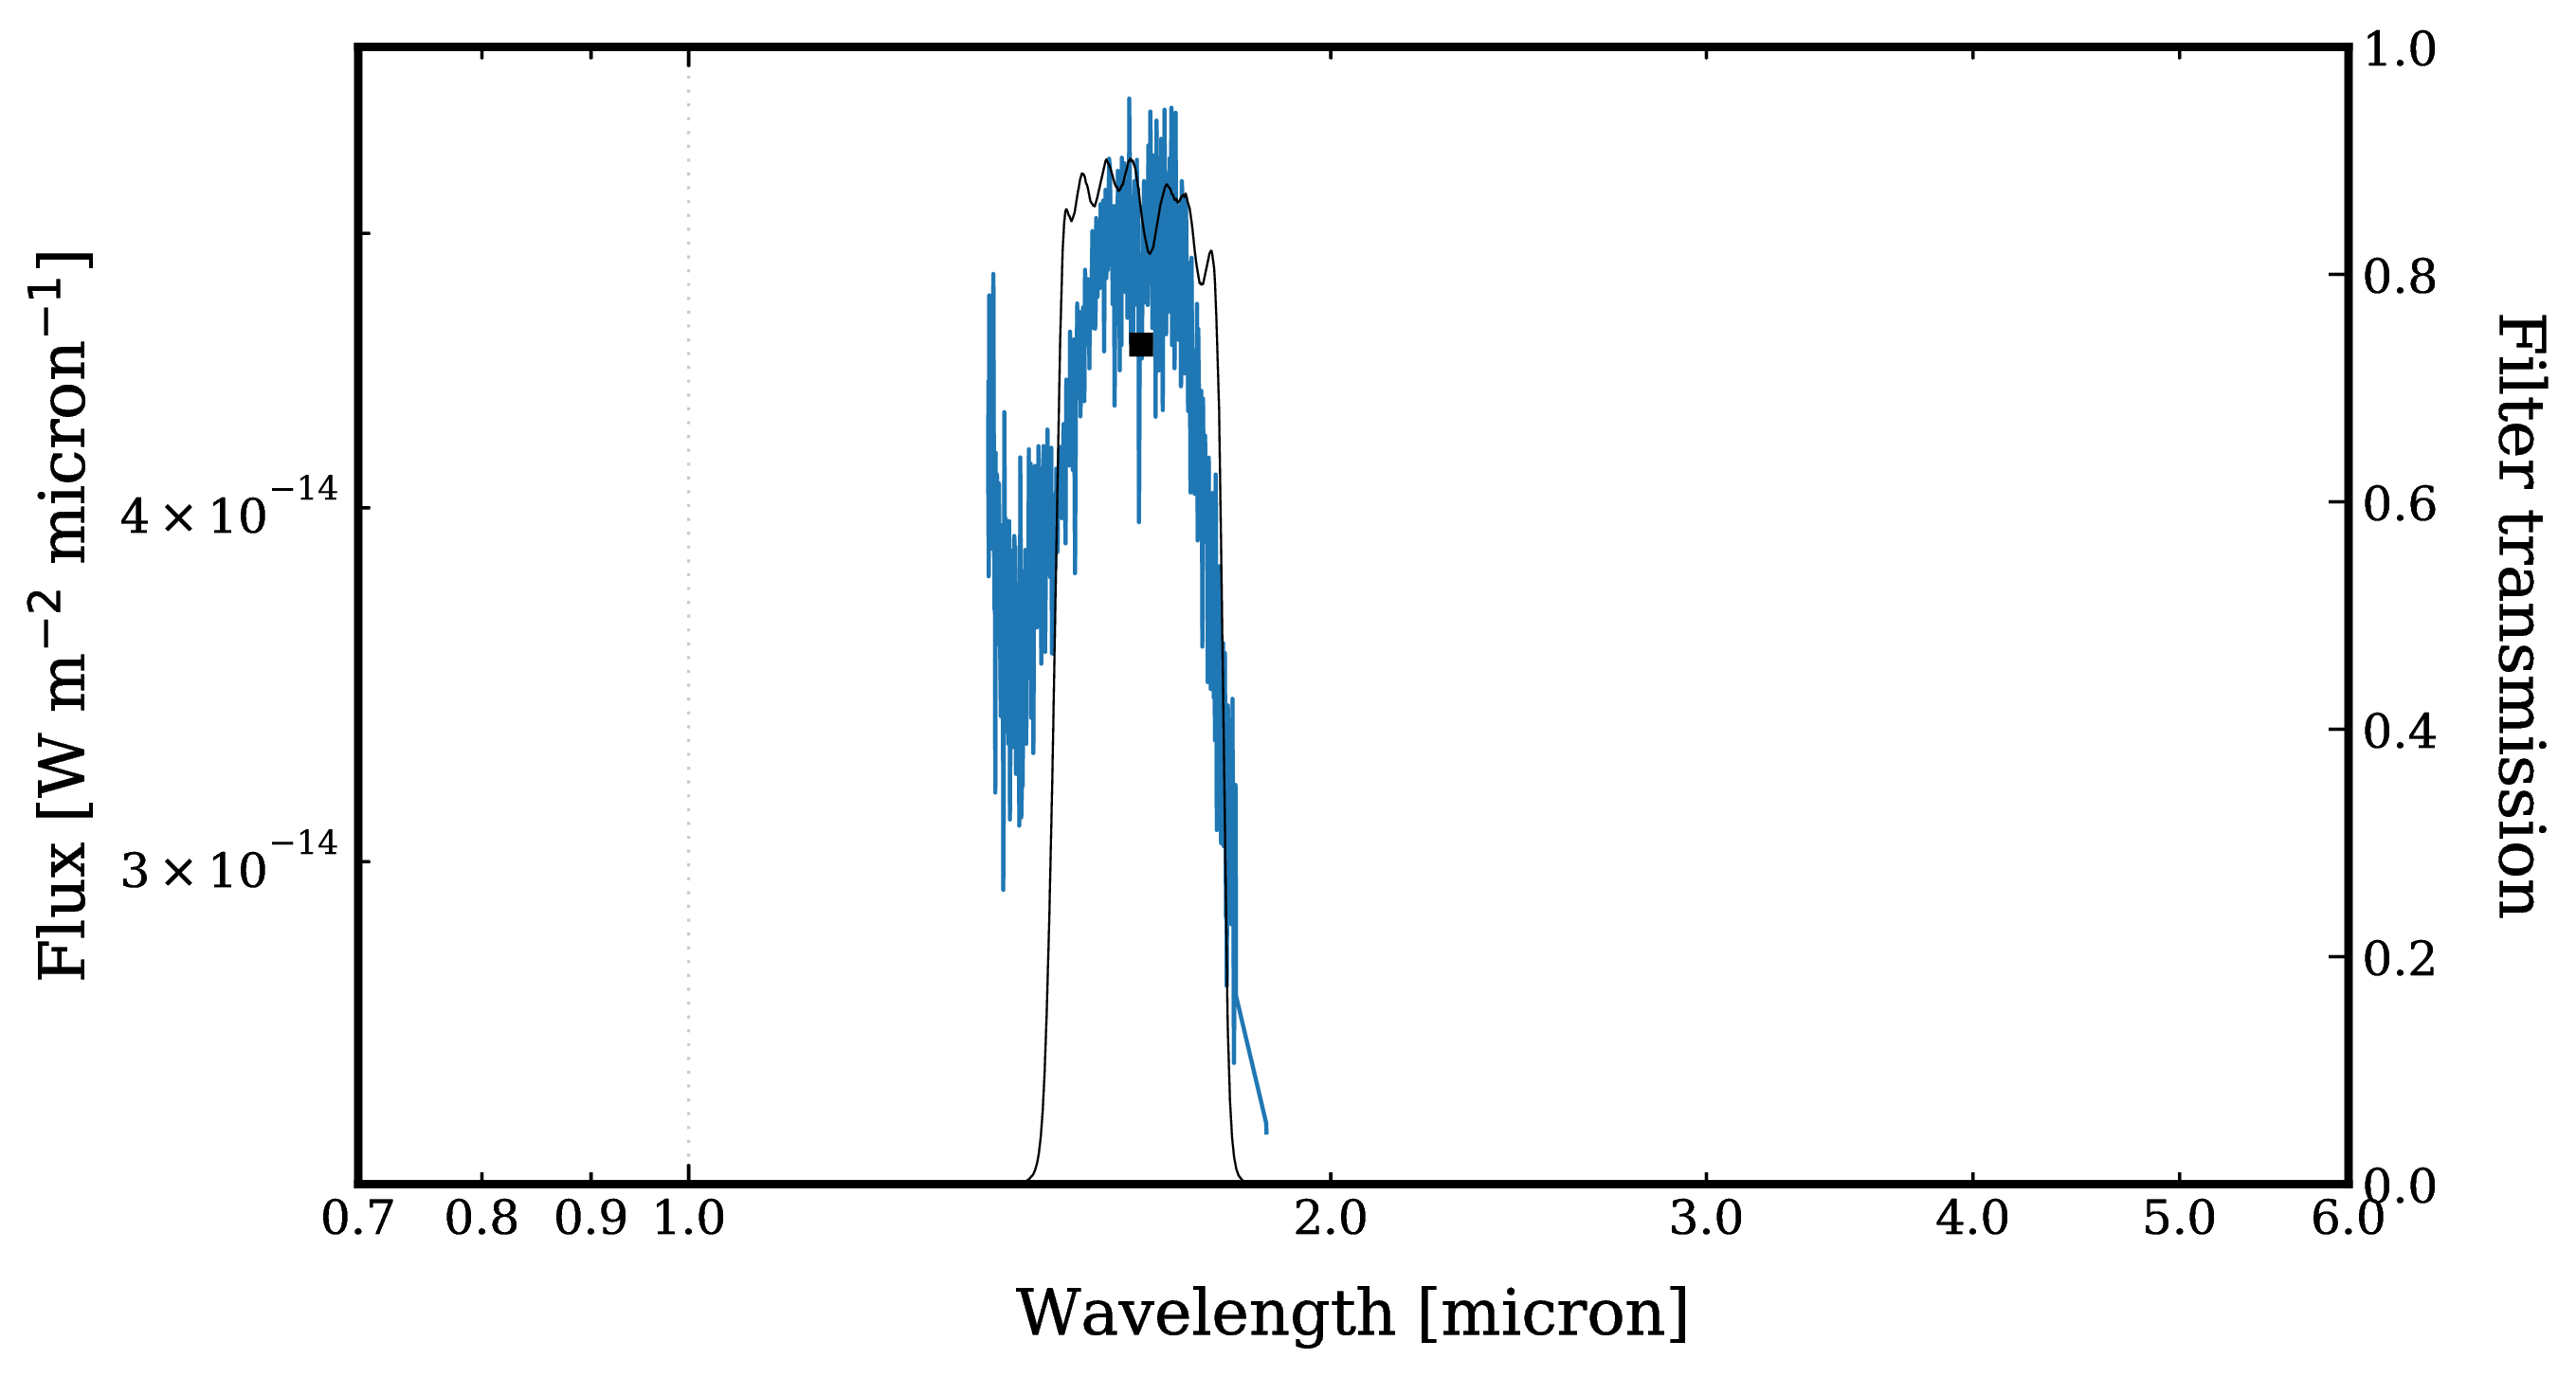 Flux [W m⁻² micron⁻¹]
4 × 10⁻¹⁴
3 × 10⁻¹⁴
1.0
0.8
0.6
0.4
0.2
0.0
Filter transmission
0.7 0.8 0.9 1.0 2.0 3.0 4.0 5.0 6.0
Wavelength [micron]